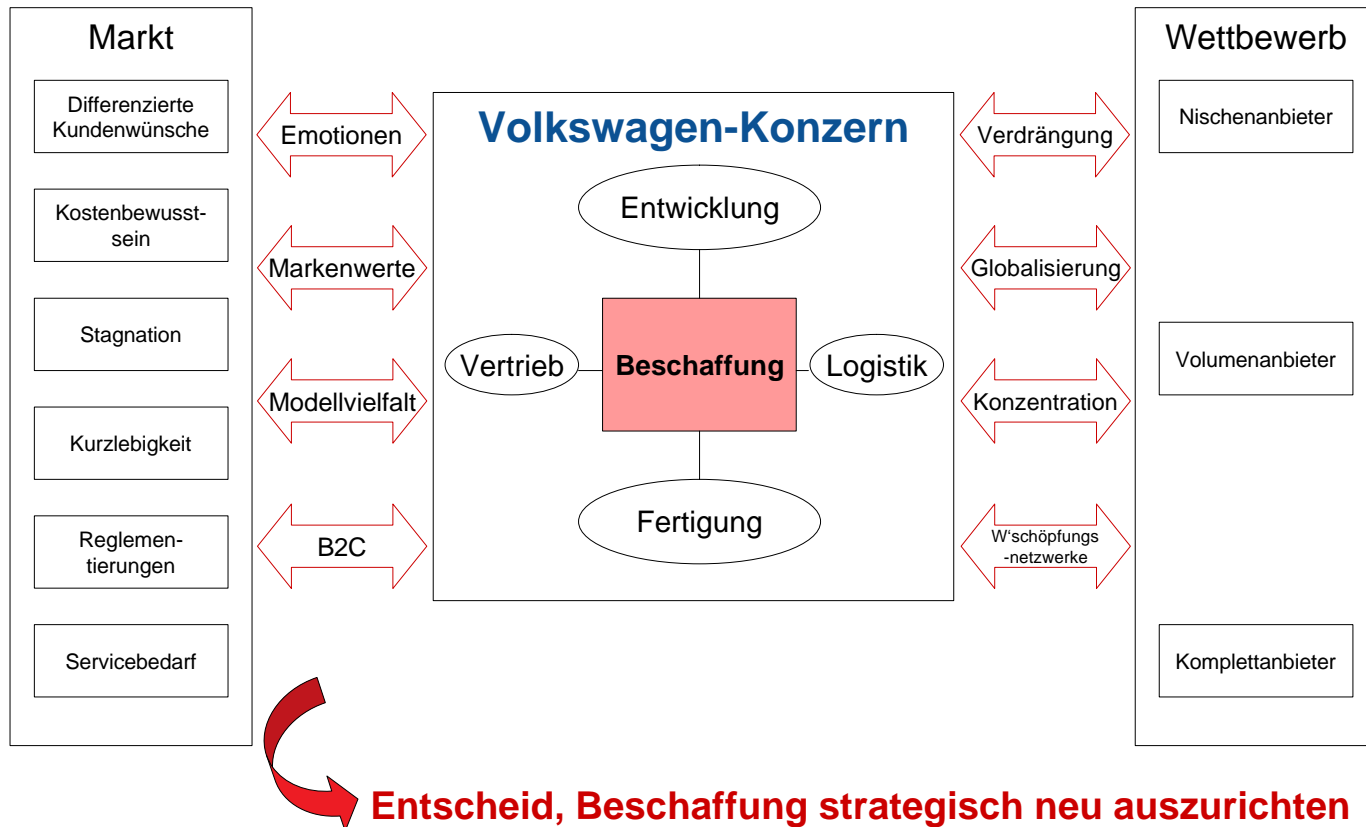 Markt
Differenzierte
Kundenwünsche
Kostenbewusst-
sein
Stagnation
Kurzlebigkeit
Reglemen-
tierungen
Servicebedarf
Emotionen
Markenwerte
Modellvielfalt
B2C
Volkswagen-Konzern
Entwicklung
Vertrieb
Beschaffung
Logistik
Fertigung
Verdrängung
Globalisierung
Konzentration
W‘schöpfungs
-netzwerke
Wettbewerb
Nischenanbieter
Volumenanbieter
Komplettanbieter
Entscheid, Beschaffung strategisch neu auszurichten